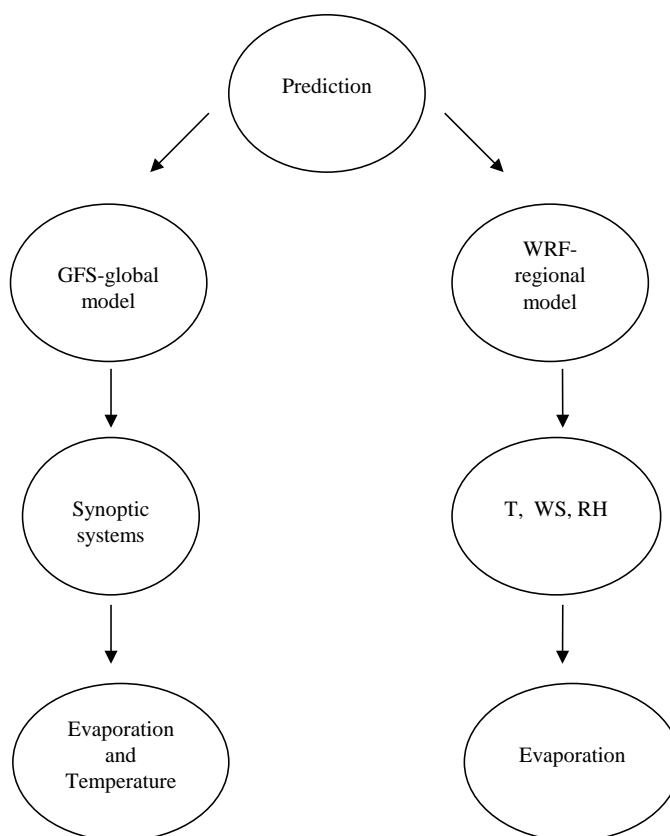 Prediction
GFS-global
model
WRF-
regional
model
Synoptic
systems
T, WS, RH
Evaporation
and
Temperature
Evaporation